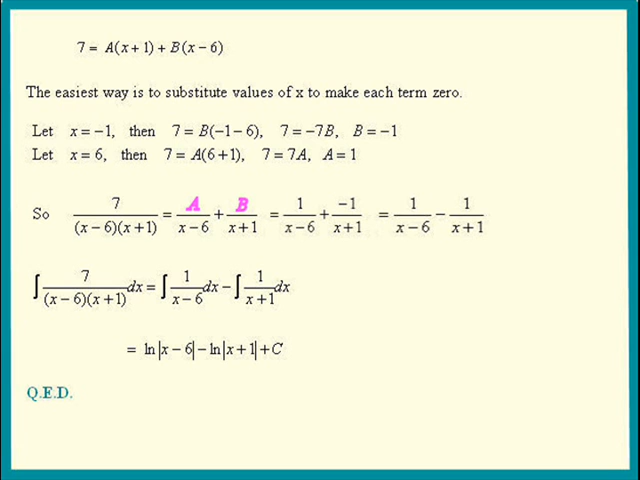 7 = A(x+1)+B(x−6)
The easiest way is to substitute values of x to make each term zero.
Let x=−1, then 7=B(−1−6), 7=−7B, B=−1
Let x=6, then 7=A(6+1), 7=7A, A=1
So 7/((x−6)(x+1)) = A/(x−6) + B/(x+1) = 1/(x−6) + −1/(x+1) = 1/(x−6) − 1/(x+1)
∫ 7/((x−6)(x+1)) dx = ∫ 1/(x−6) dx − ∫ 1/(x+1) dx
= ln|x−6|−ln|x+1|+C
Q.E.D.